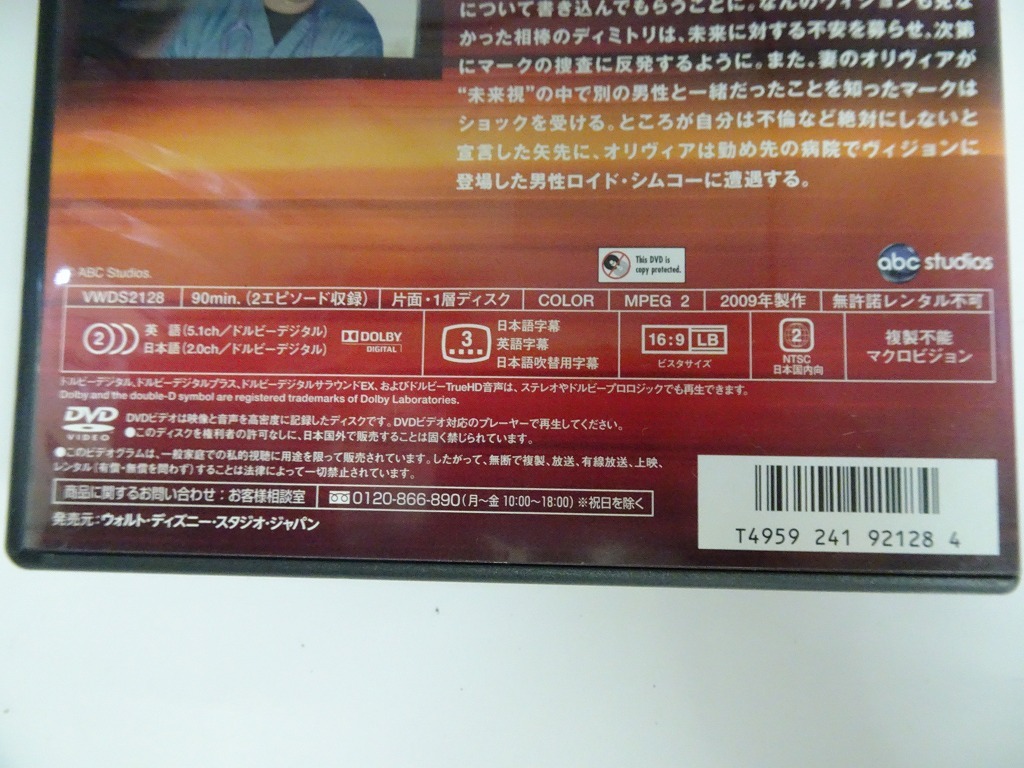 について書き込んでもらうことに。なんのヴィジョンも見な
かった相棒のディミトリは、未来に対する不安を募らせ、次第
にマークの捜査に反発するように。また、妻のオリヴィアが
“未来視”の中で別の男性と一緒だったことを知ったマークは
ショックを受ける。ところが自分は不倫など絶対にしないと
宣言した矢先に、オリヴィアは勤め先の病院でヴィジョンに
登場した男性ロイド・シムコーに遭遇する。
This DVD is
copy protected.
abc studios
ABC Studios.
VWDS2128 90min. (2エピソード収録) 片面・1層ディスク COLOR MPEG 2 2009年製作 無許諾レンタル不可
2 英 語 (5.1ch/ドルビーデジタル)
日本語 (2.0ch/ドルビーデジタル)
DOLBY
DIGITAL
3 日本語字幕
英語字幕
日本語吹替用字幕
16:9 LB
ビスタサイズ
2
NTSC
日本国内向
複製不能
マクロビジョン
ドルビーデジタル、ドルビーデジタルプラス、ドルビーデジタルサラウンドEX、およびドルビーTrueHD音声は、ステレオやドルビープロロジックでも再生できます。
Dolby and the double-D symbol are registered trademarks of Dolby Laboratories.
DVD
VIDEO
DVDビデオは映像と音声を高密度に記録したディスクです。DVDビデオ対応のプレーヤーで再生してください。
●このディスクを権利者の許可なしに、日本国外で販売することは固く禁じられています。
●このビデオグラムは、一般家庭での私的視聴に用途を限って販売されています。したがって、無断で複製、放送、有線放送、上映、
レンタル(有償・無償を問わず)することは法律によって一切禁止されています。
商品に関するお問い合わせ:お客様相談室 0120-866-890(月~金 10:00~18:00) ※祝日を除く
発売元:ウォルト・ディズニー・スタジオ・ジャパン
T4959 241 92128 4